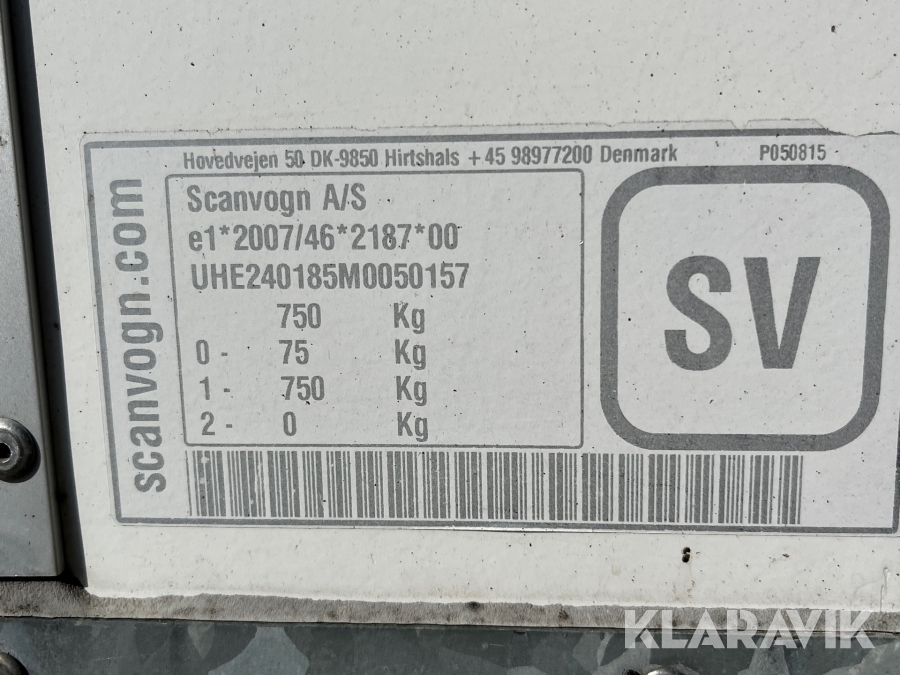 Hovedvejen 50 DK-9850 Hirtshals + 45 98977200 Denmark P050815
scanvogn.com
Scanvogn A/S
e1*2007/46*2187*00
UHE240185M0050157
750 Kg
0 - 75 Kg
1 - 750 Kg
2 - 0 Kg
SV
KLARAVIK